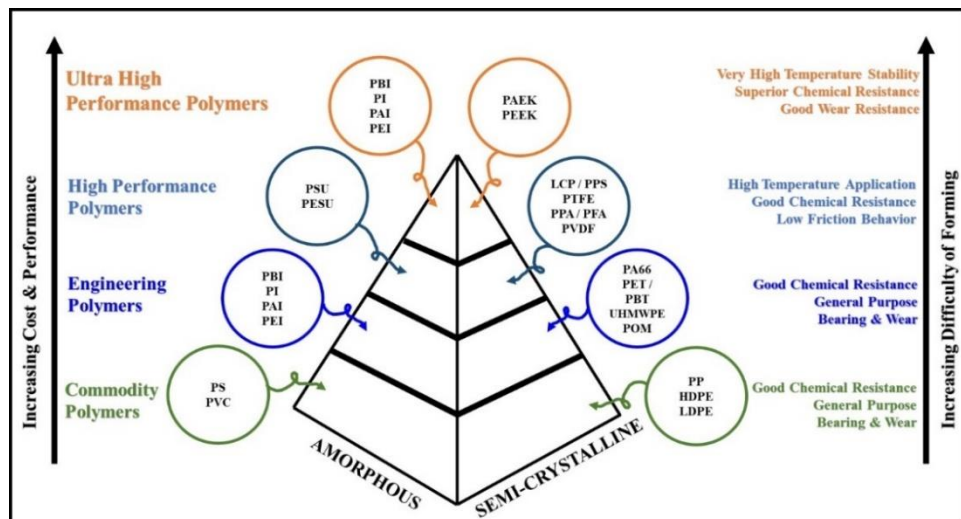 Increasing Cost & Performance
Ultra High
Performance Polymers
PBI
PI
PAI
PEI
PAEK
PEEK
Very High Temperature Stability
Superior Chemical Resistance
Good Wear Resistance
High Performance
Polymers
PSU
PESU
LCP / PPS
PTFE
PPA / PFA
PVDF
High Temperature Application
Good Chemical Resistance
Low Friction Behavior
Engineering
Polymers
PBI
PI
PAI
PEI
PA66
PET /
PBT
UHMWPE
POM
Good Chemical Resistance
General Purpose
Bearing & Wear
Commodity
Polymers
PS
PVC
PP
HDPE
LDPE
Good Chemical Resistance
General Purpose
Bearing & Wear
AMORPHOUS
SEMI-CRYSTALLINE
Increasing Difficulty of Forming